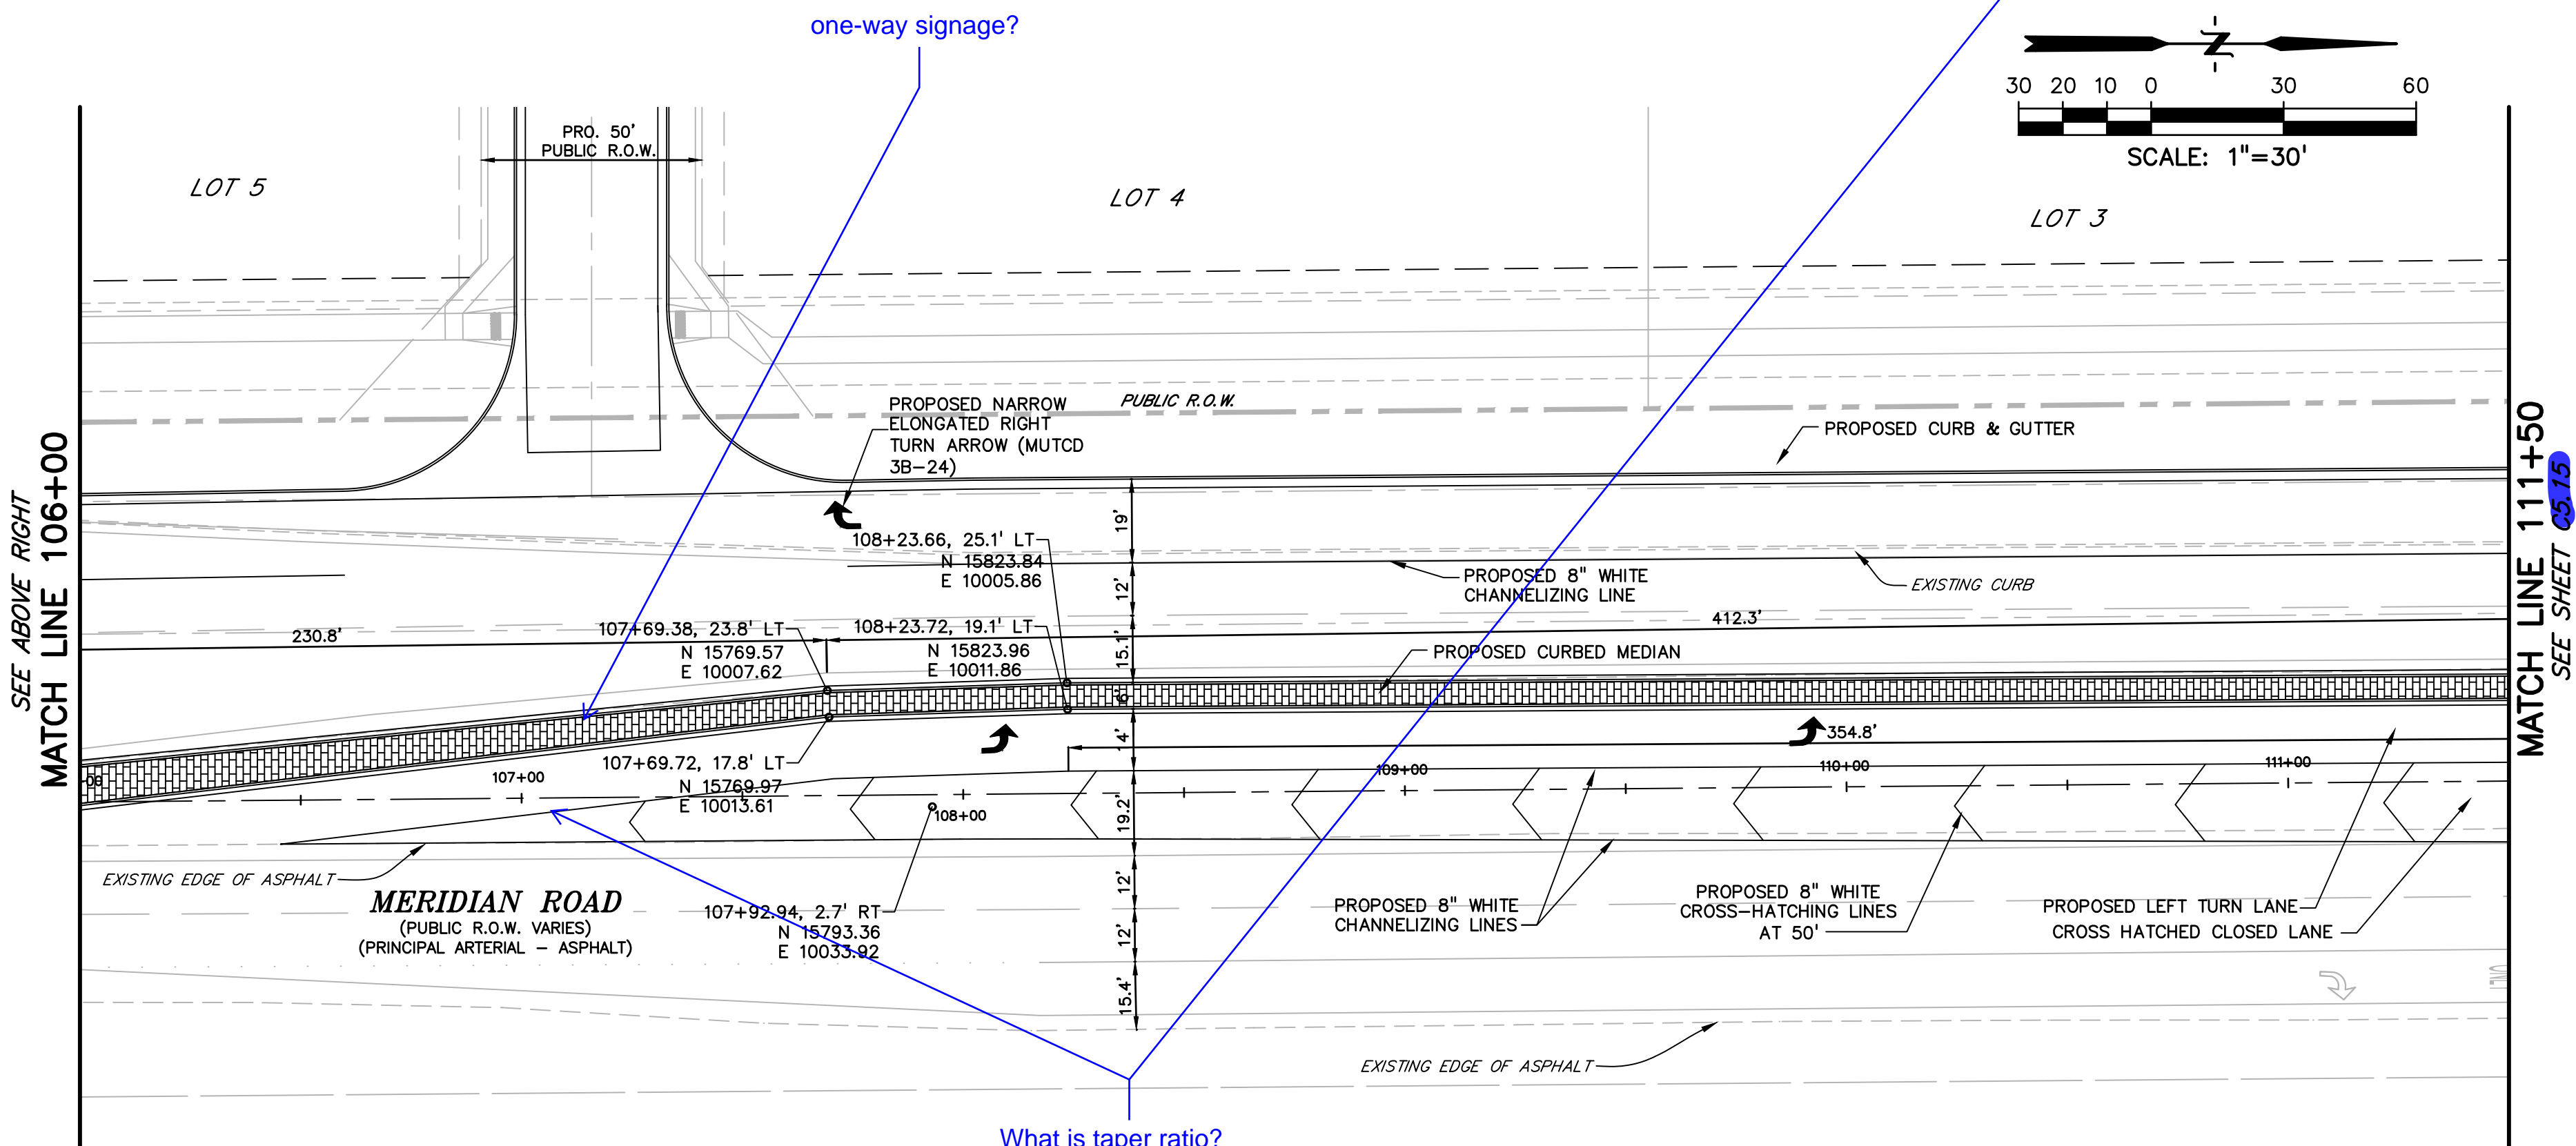 one-way signage?
30 20 10 0 30 60
SCALE: 1"=30'
PRO. 50'
PUBLIC R.O.W.
LOT 5
LOT 4
LOT 3
PROPOSED NARROW
ELONGATED RIGHT
TURN ARROW (MUTCD
3B-24)
PUBLIC R.O.W.
PROPOSED CURB & GUTTER
SEE ABOVE RIGHT
MATCH LINE 106+00
MATCH LINE 111+50
SEE SHEET C5.15
19'
108+23.66, 25.1' LT
N 15823.84
E 10005.86
12'
PROPOSED 8" WHITE
CHANNELIZING LINE
EXISTING CURB
230.8'
107+69.38, 23.8' LT
N 15769.57
E 10007.62
108+23.72, 19.1' LT
N 15823.96
E 10011.86
15.1'
412.3'
PROPOSED CURBED MEDIAN
6'
14'
354.8'
00
107+00
107+69.72, 17.8' LT
N 15769.97
E 10013.61
108+00
109+00
110+00
111+00
19.2'
EXISTING EDGE OF ASPHALT
MERIDIAN ROAD
(PUBLIC R.O.W. VARIES)
(PRINCIPAL ARTERIAL - ASPHALT)
107+92.94, 2.7' RT
N 15793.36
E 10033.92
12'
12'
15.4'
PROPOSED 8" WHITE
CHANNELIZING LINES
PROPOSED 8" WHITE
CROSS-HATCHING LINES
AT 50'
PROPOSED LEFT TURN LANE
CROSS HATCHED CLOSED LANE
EXISTING EDGE OF ASPHALT
What is taper ratio?